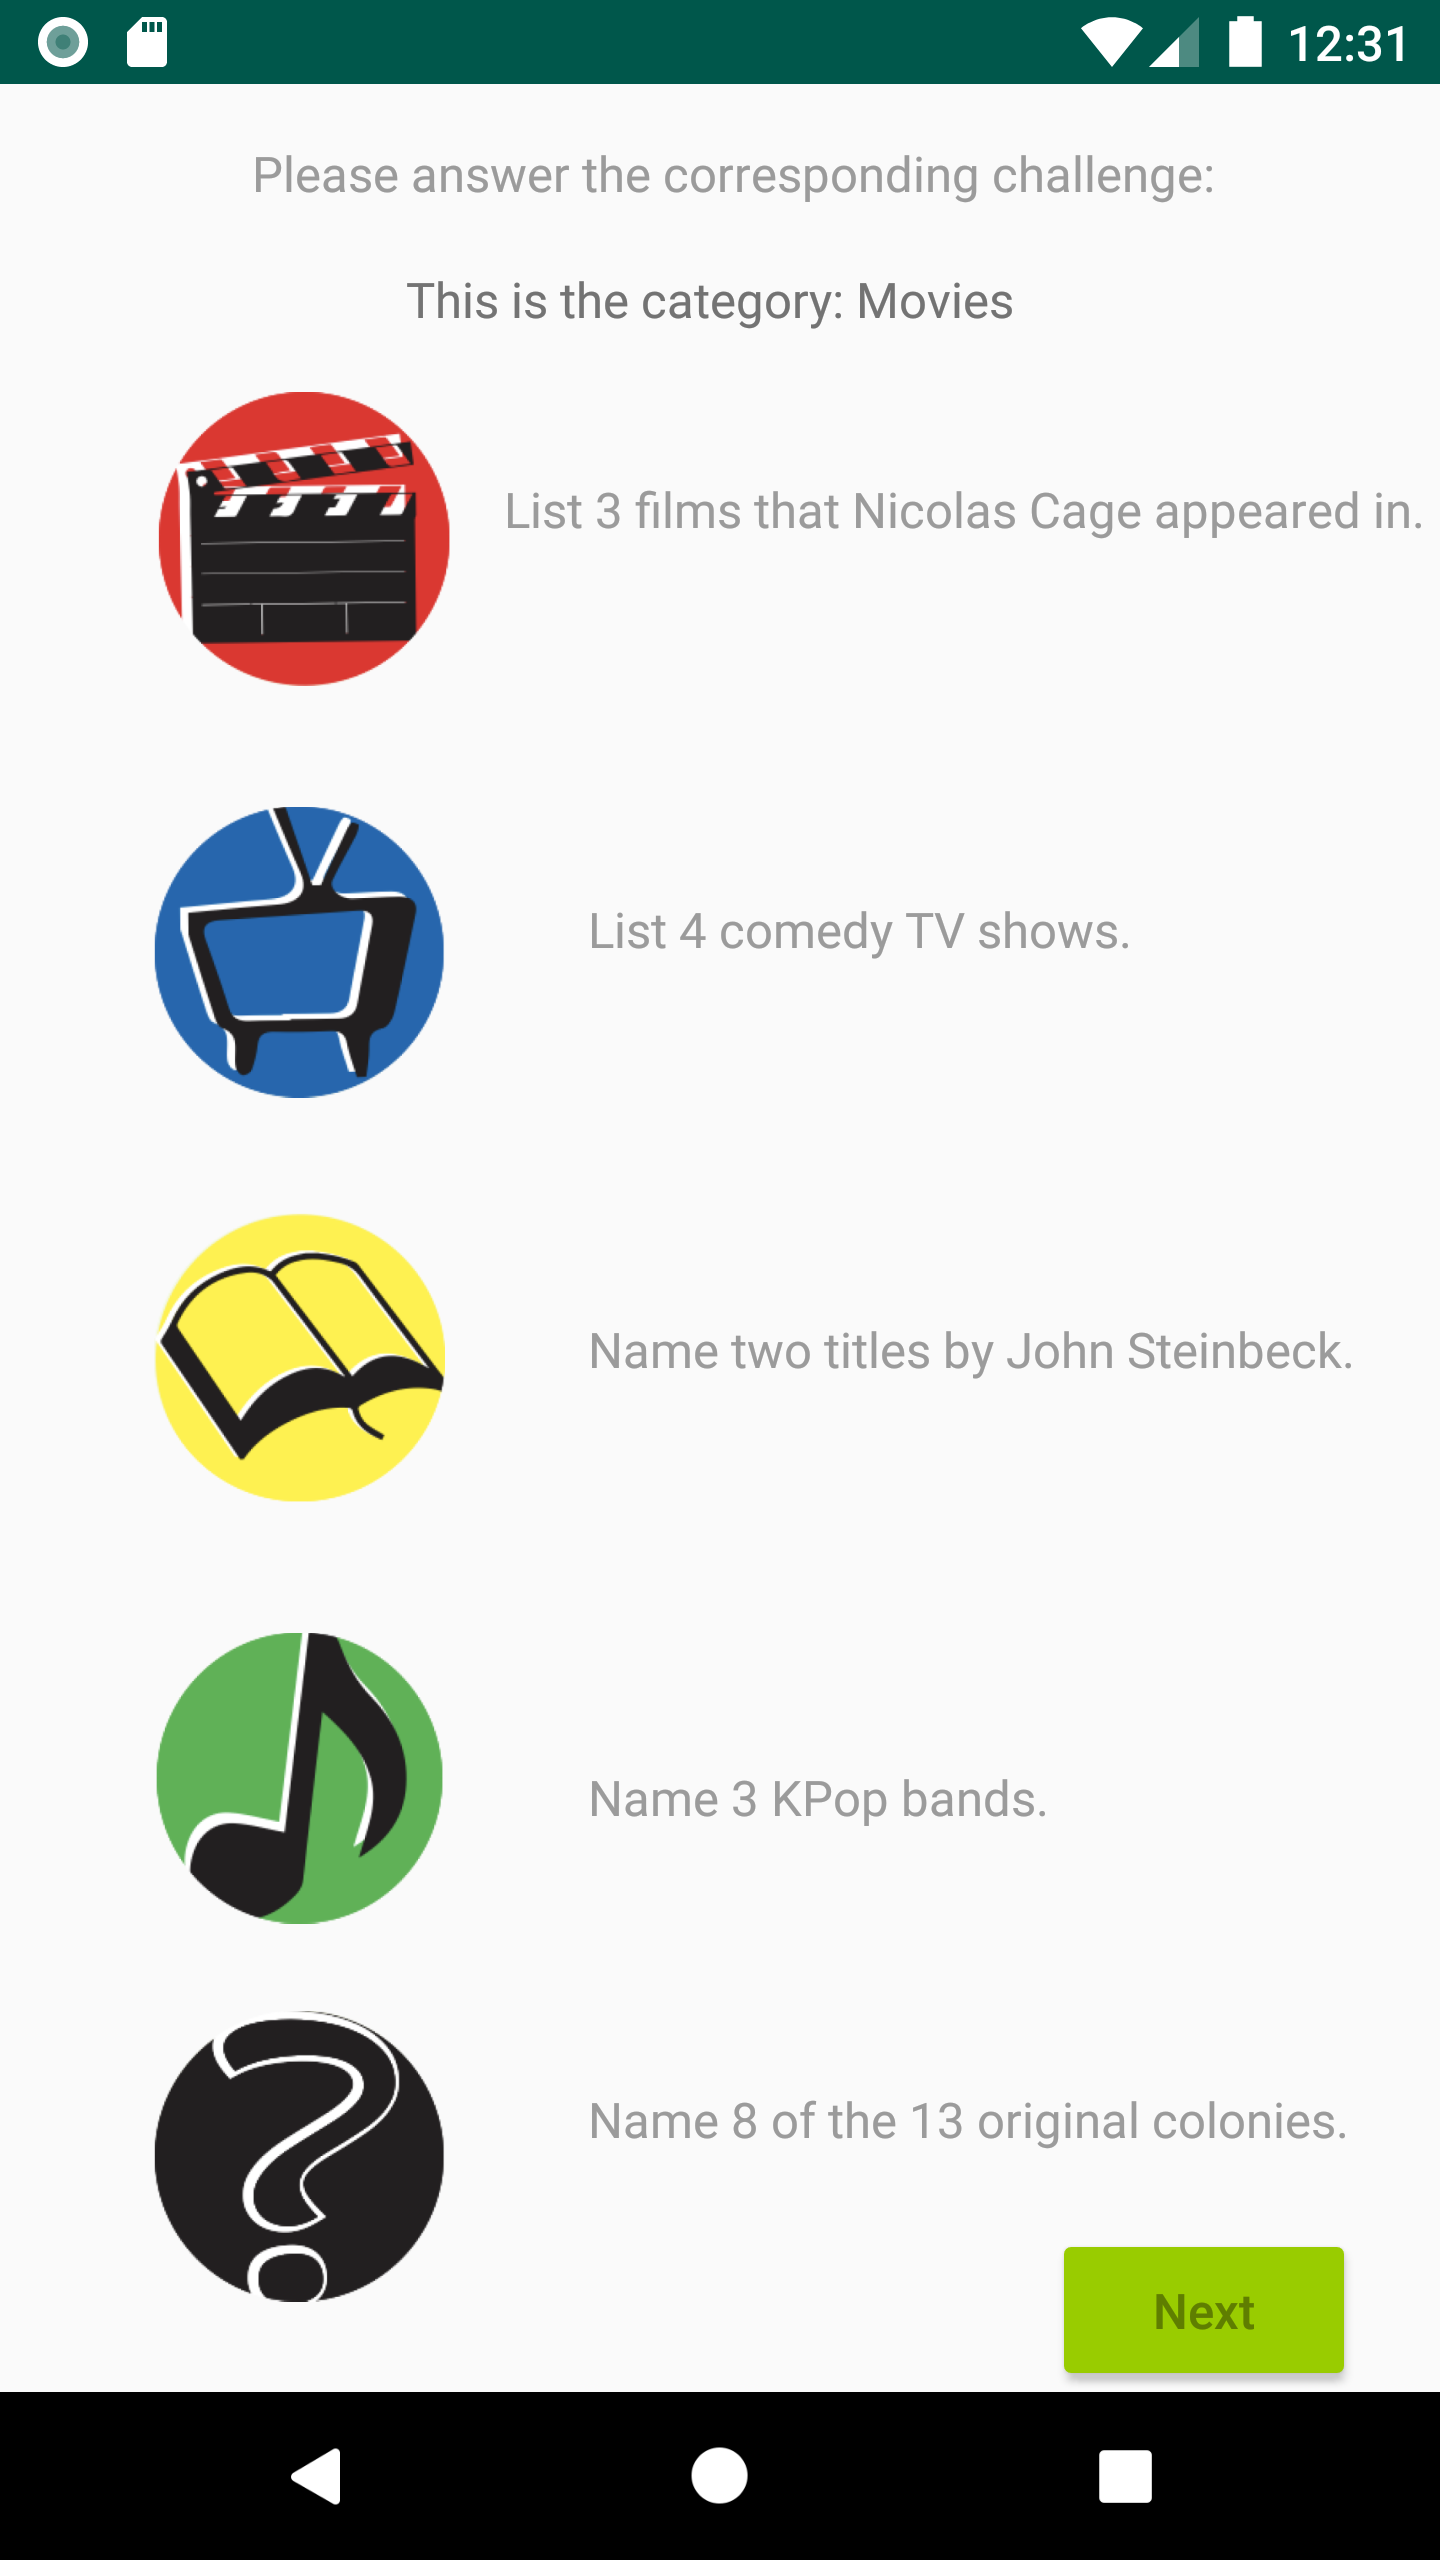 12:31
Please answer the corresponding challenge:
This is the category: Movies
List 3 films that Nicolas Cage appeared in.
List 4 comedy TV shows.
Name two titles by John Steinbeck.
Name 3 KPop bands.
Name 8 of the 13 original colonies.
Next